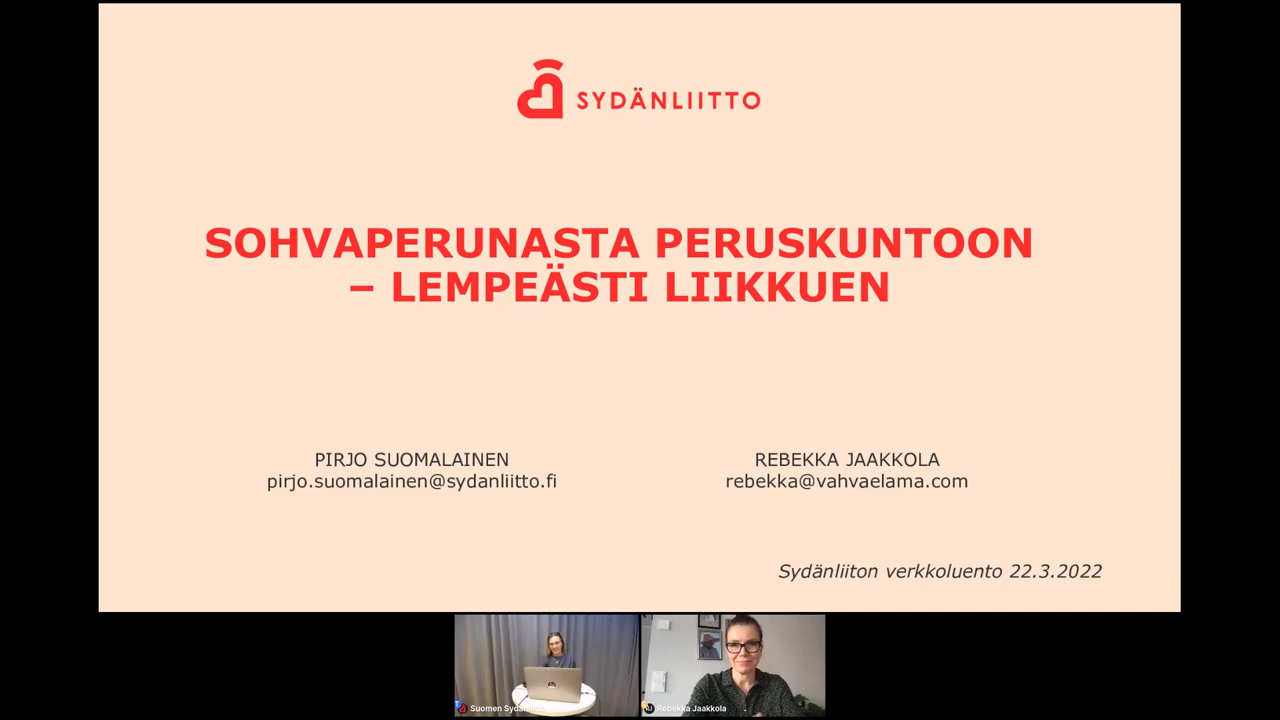 SYDÄNLIITTO
SOHVAPERUNASTA PERUSKUNTOON
– LEMPEÄSTI LIIKKUEN
PIRJO SUOMALAINEN
pirjo.suomalainen@sydanliitto.fi
REBEKKA JAAKKOLA
rebekka@vahvaelama.com
Sydänliiton verkkoluento 22.3.2022
Suomen
Rebekka Jaakkola